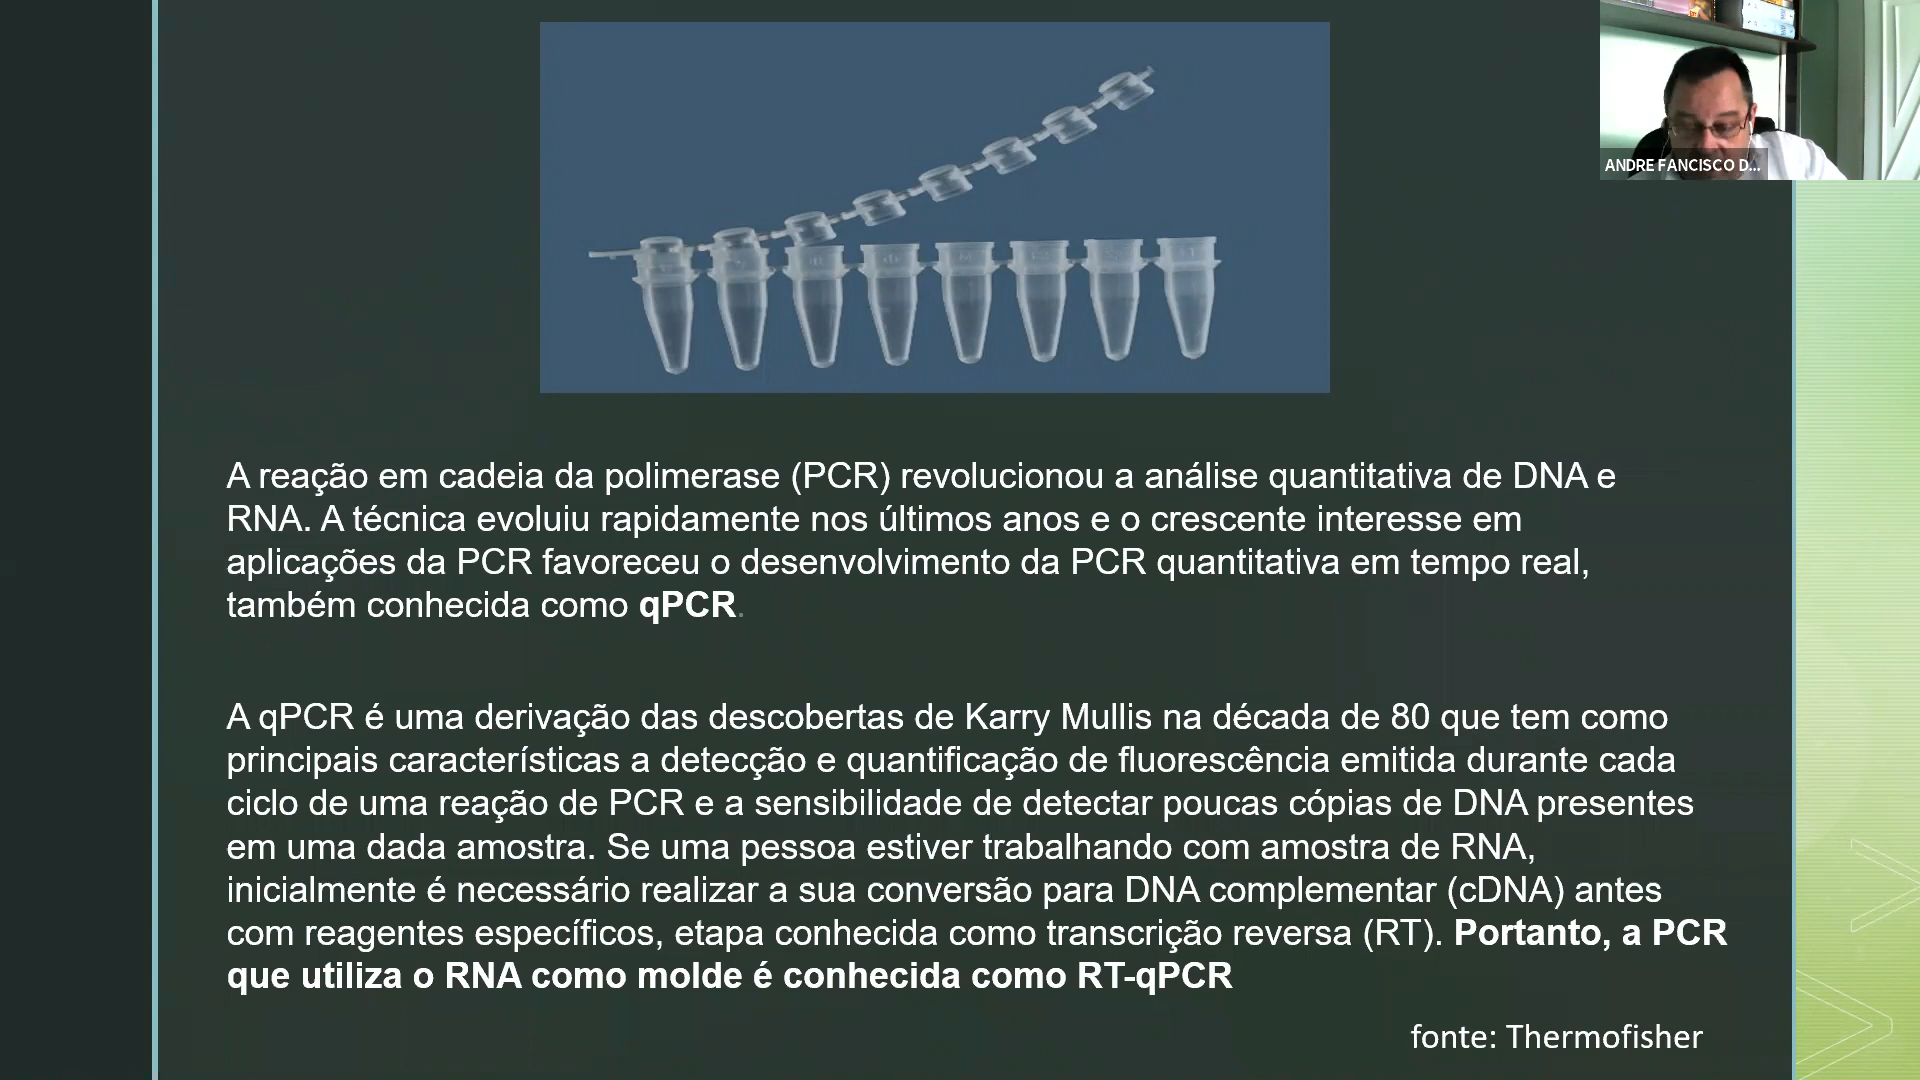 ANDRE FANCISCO D...
A reação em cadeia da polimerase (PCR) revolucionou a análise quantitativa de DNA e
RNA. A técnica evoluiu rapidamente nos últimos anos e o crescente interesse em
aplicações da PCR favoreceu o desenvolvimento da PCR quantitativa em tempo real,
também conhecida como qPCR.
A qPCR é uma derivação das descobertas de Karry Mullis na década de 80 que tem como
principais características a detecção e quantificação de fluorescência emitida durante cada
ciclo de uma reação de PCR e a sensibilidade de detectar poucas cópias de DNA presentes
em uma dada amostra. Se uma pessoa estiver trabalhando com amostra de RNA,
inicialmente é necessário realizar a sua conversão para DNA complementar (cDNA) antes
com reagentes específicos, etapa conhecida como transcrição reversa (RT). Portanto, a PCR
que utiliza o RNA como molde é conhecida como RT-qPCR
fonte: Thermofisher